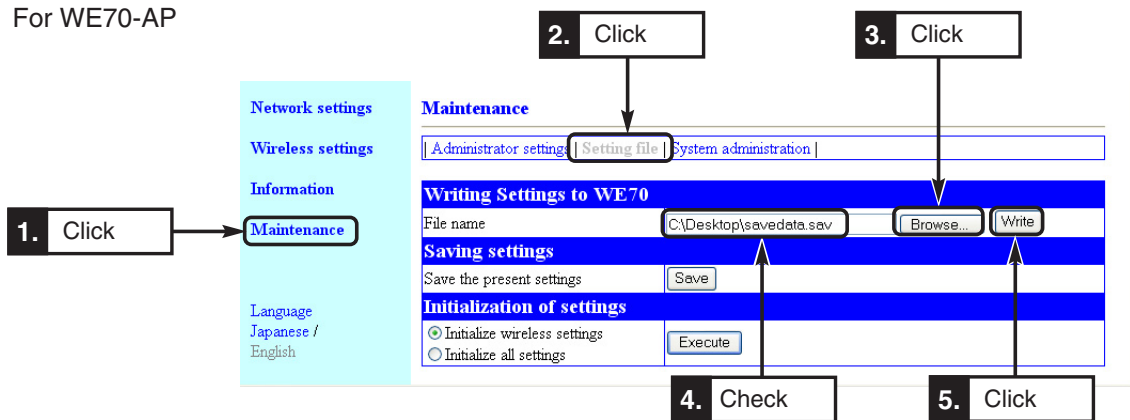 For WE70-AP
2. Click
3. Click
Network settings
Maintenance
Wireless settings
| Administrator settings | Setting file | System administration |
Information
Writing Settings to WE70
1. Click
Maintenance
File name
C:\Desktop\savedata.sav
Browse...
Write
Saving settings
Save the present settings
Save
Initialization of settings
Language
Japanese /
English
Initialize wireless settings
Initialize all settings
Execute
4. Check
5. Click